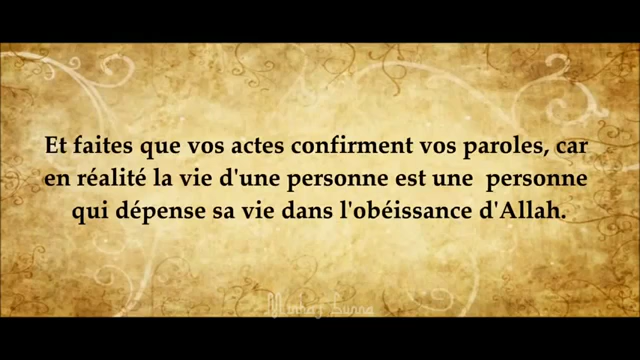 Et faites que vos actes confirment vos paroles, car
en réalité la vie d'une personne est une personne
qui dépense sa vie dans l'obéissance d'Allah.
Sunna